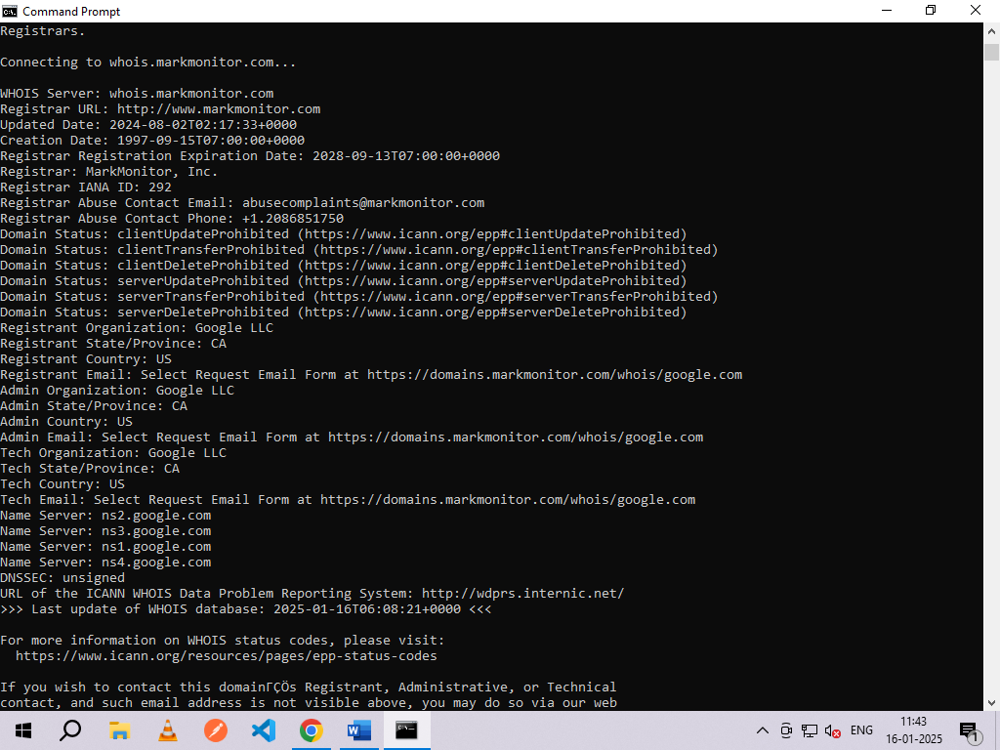 Command Prompt
Registrars.
Connecting to whois.markmonitor.com...
WHOIS Server: whois.markmonitor.com
Registrar URL: http://www.markmonitor.com
Updated Date: 2024-08-02T02:17:33+0000
Creation Date: 1997-09-15T07:00:00+0000
Registrar Registration Expiration Date: 2028-09-13T07:00:00+0000
Registrar: MarkMonitor, Inc.
Registrar IANA ID: 292
Registrar Abuse Contact Email: abusecomplaints@markmonitor.com
Registrar Abuse Contact Phone: +1.2086851750
Domain Status: clientUpdateProhibited (https://www.icann.org/epp#clientUpdateProhibited)
Domain Status: clientTransferProhibited (https://www.icann.org/epp#clientTransferProhibited)
Domain Status: clientDeleteProhibited (https://www.icann.org/epp#clientDeleteProhibited)
Domain Status: serverUpdateProhibited (https://www.icann.org/epp#serverUpdateProhibited)
Domain Status: serverTransferProhibited (https://www.icann.org/epp#serverTransferProhibited)
Domain Status: serverDeleteProhibited (https://www.icann.org/epp#serverDeleteProhibited)
Registrant Organization: Google LLC
Registrant State/Province: CA
Registrant Country: US
Registrant Email: Select Request Email Form at https://domains.markmonitor.com/whois/google.com
Admin Organization: Google LLC
Admin State/Province: CA
Admin Country: US
Admin Email: Select Request Email Form at https://domains.markmonitor.com/whois/google.com
Tech Organization: Google LLC
Tech State/Province: CA
Tech Country: US
Tech Email: Select Request Email Form at https://domains.markmonitor.com/whois/google.com
Name Server: ns2.google.com
Name Server: ns3.google.com
Name Server: ns1.google.com
Name Server: ns4.google.com
DNSSEC: unsigned
URL of the ICANN WHOIS Data Problem Reporting System: http://wdprs.internic.net/
>>> Last update of WHOIS database: 2025-01-16T06:08:21+0000 <<<
For more information on WHOIS status codes, please visit:
https://www.icann.org/resources/pages/epp-status-codes
If you wish to contact this domainΓÇÖs Registrant, Administrative, or Technical
contact, and such email address is not visible above, you may do so via our web
ENG
11:43
16-01-2025
1